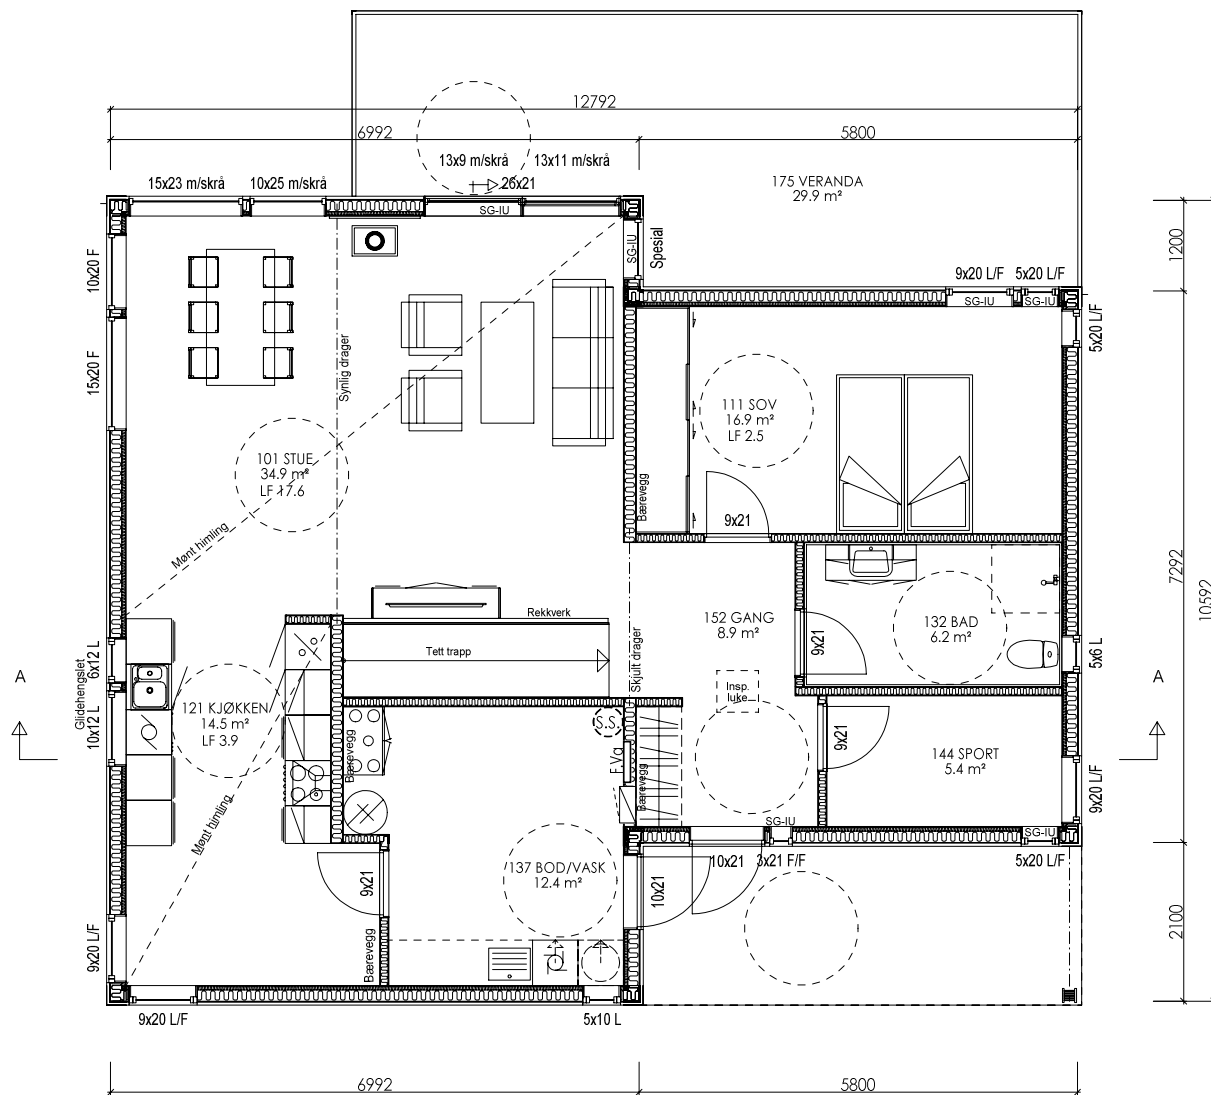 12792
6992
5800
13x9 m/skrå
13x11 m/skrå
15x23 m/skrå
10x25 m/skrå
26x21
SG-IU
175 VERANDA
29.9 m²
SG-IU
Spesial
9x20 L/F
5x20 L/F
SG-IU
SG-IU
1200
10x20 F
15x20 F
Synlig drager
5x20 L/F
101 STUE
34.9 m²
LF 17.6
Mønt himling
111 SOV
16.9 m²
LF 2.5
Bærevegg
9x21
7292
10592
Rekkverk
Tett trapp
Skjult drager
152 GANG
8.9 m²
9x21
132 BAD
6.2 m²
5x6 L
6x12 L
Glidehengslet
10x12 L
A
A
121 KJØKKEN
14.5 m²
LF 3.9
Mønt himling
Bærevegg
S.S.
F.Va
Bærevegg
Insp.
luke
9x21
144 SPORT
5.4 m²
9x20 L/F
SG-IU
SG-IU
10x21
3x21 F/F
5x20 L/F
137 BOD/VASK
12.4 m²
9x21
10x21
Bærevegg
2100
9x20 L/F
9x20 L/F
5x10 L
6992
5800